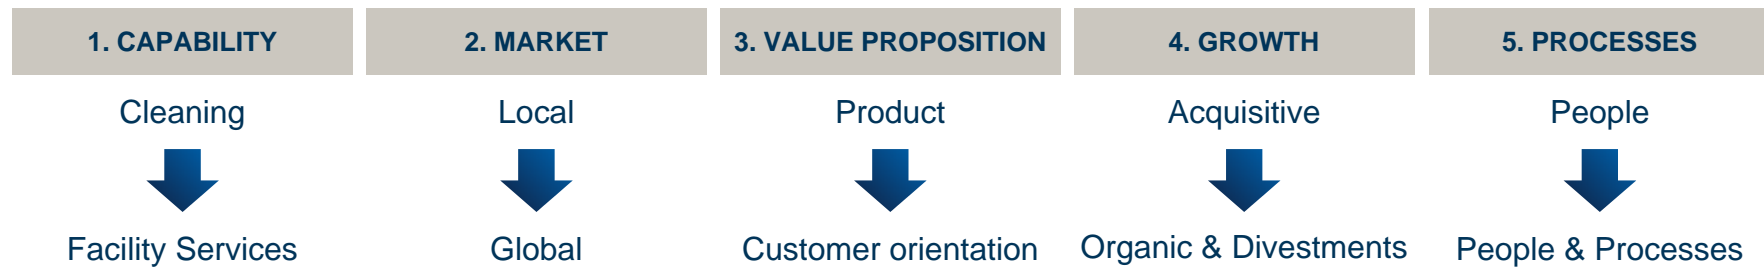 1. CAPABILITY
2. MARKET
3. VALUE PROPOSITION
4. GROWTH
5. PROCESSES
Cleaning
Local
Product
Acquisitive
People
Facility Services
Global
Customer orientation
Organic & Divestments
People & Processes